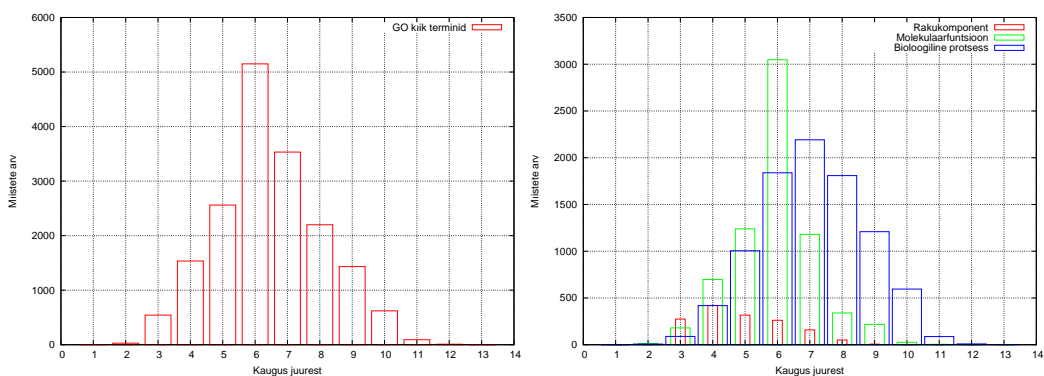 6000
5000
4000
3000
2000
1000
0
0 1 2 3 4 5 6 7 8 9 10 11 12 13 14
Mıistete arv
Kaugus juurest
GO kıik terminid
3500
3000
2500
2000
1500
1000
500
0
0 1 2 3 4 5 6 7 8 9 10 11 12 13 14
Mıistete arv
Kaugus juurest
Rakukomponent
Molekulaarfuntsioon
Bioloogiline protsess